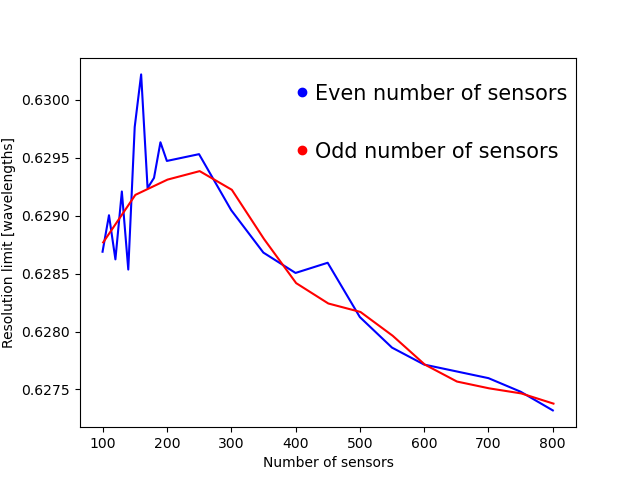 Even number of sensors
Odd number of sensors
0.6300
0.6295
0.6290
0.6285
0.6280
0.6275
Resolution limit [wavelengths]
100 200 300 400 500 600 700 800
Number of sensors